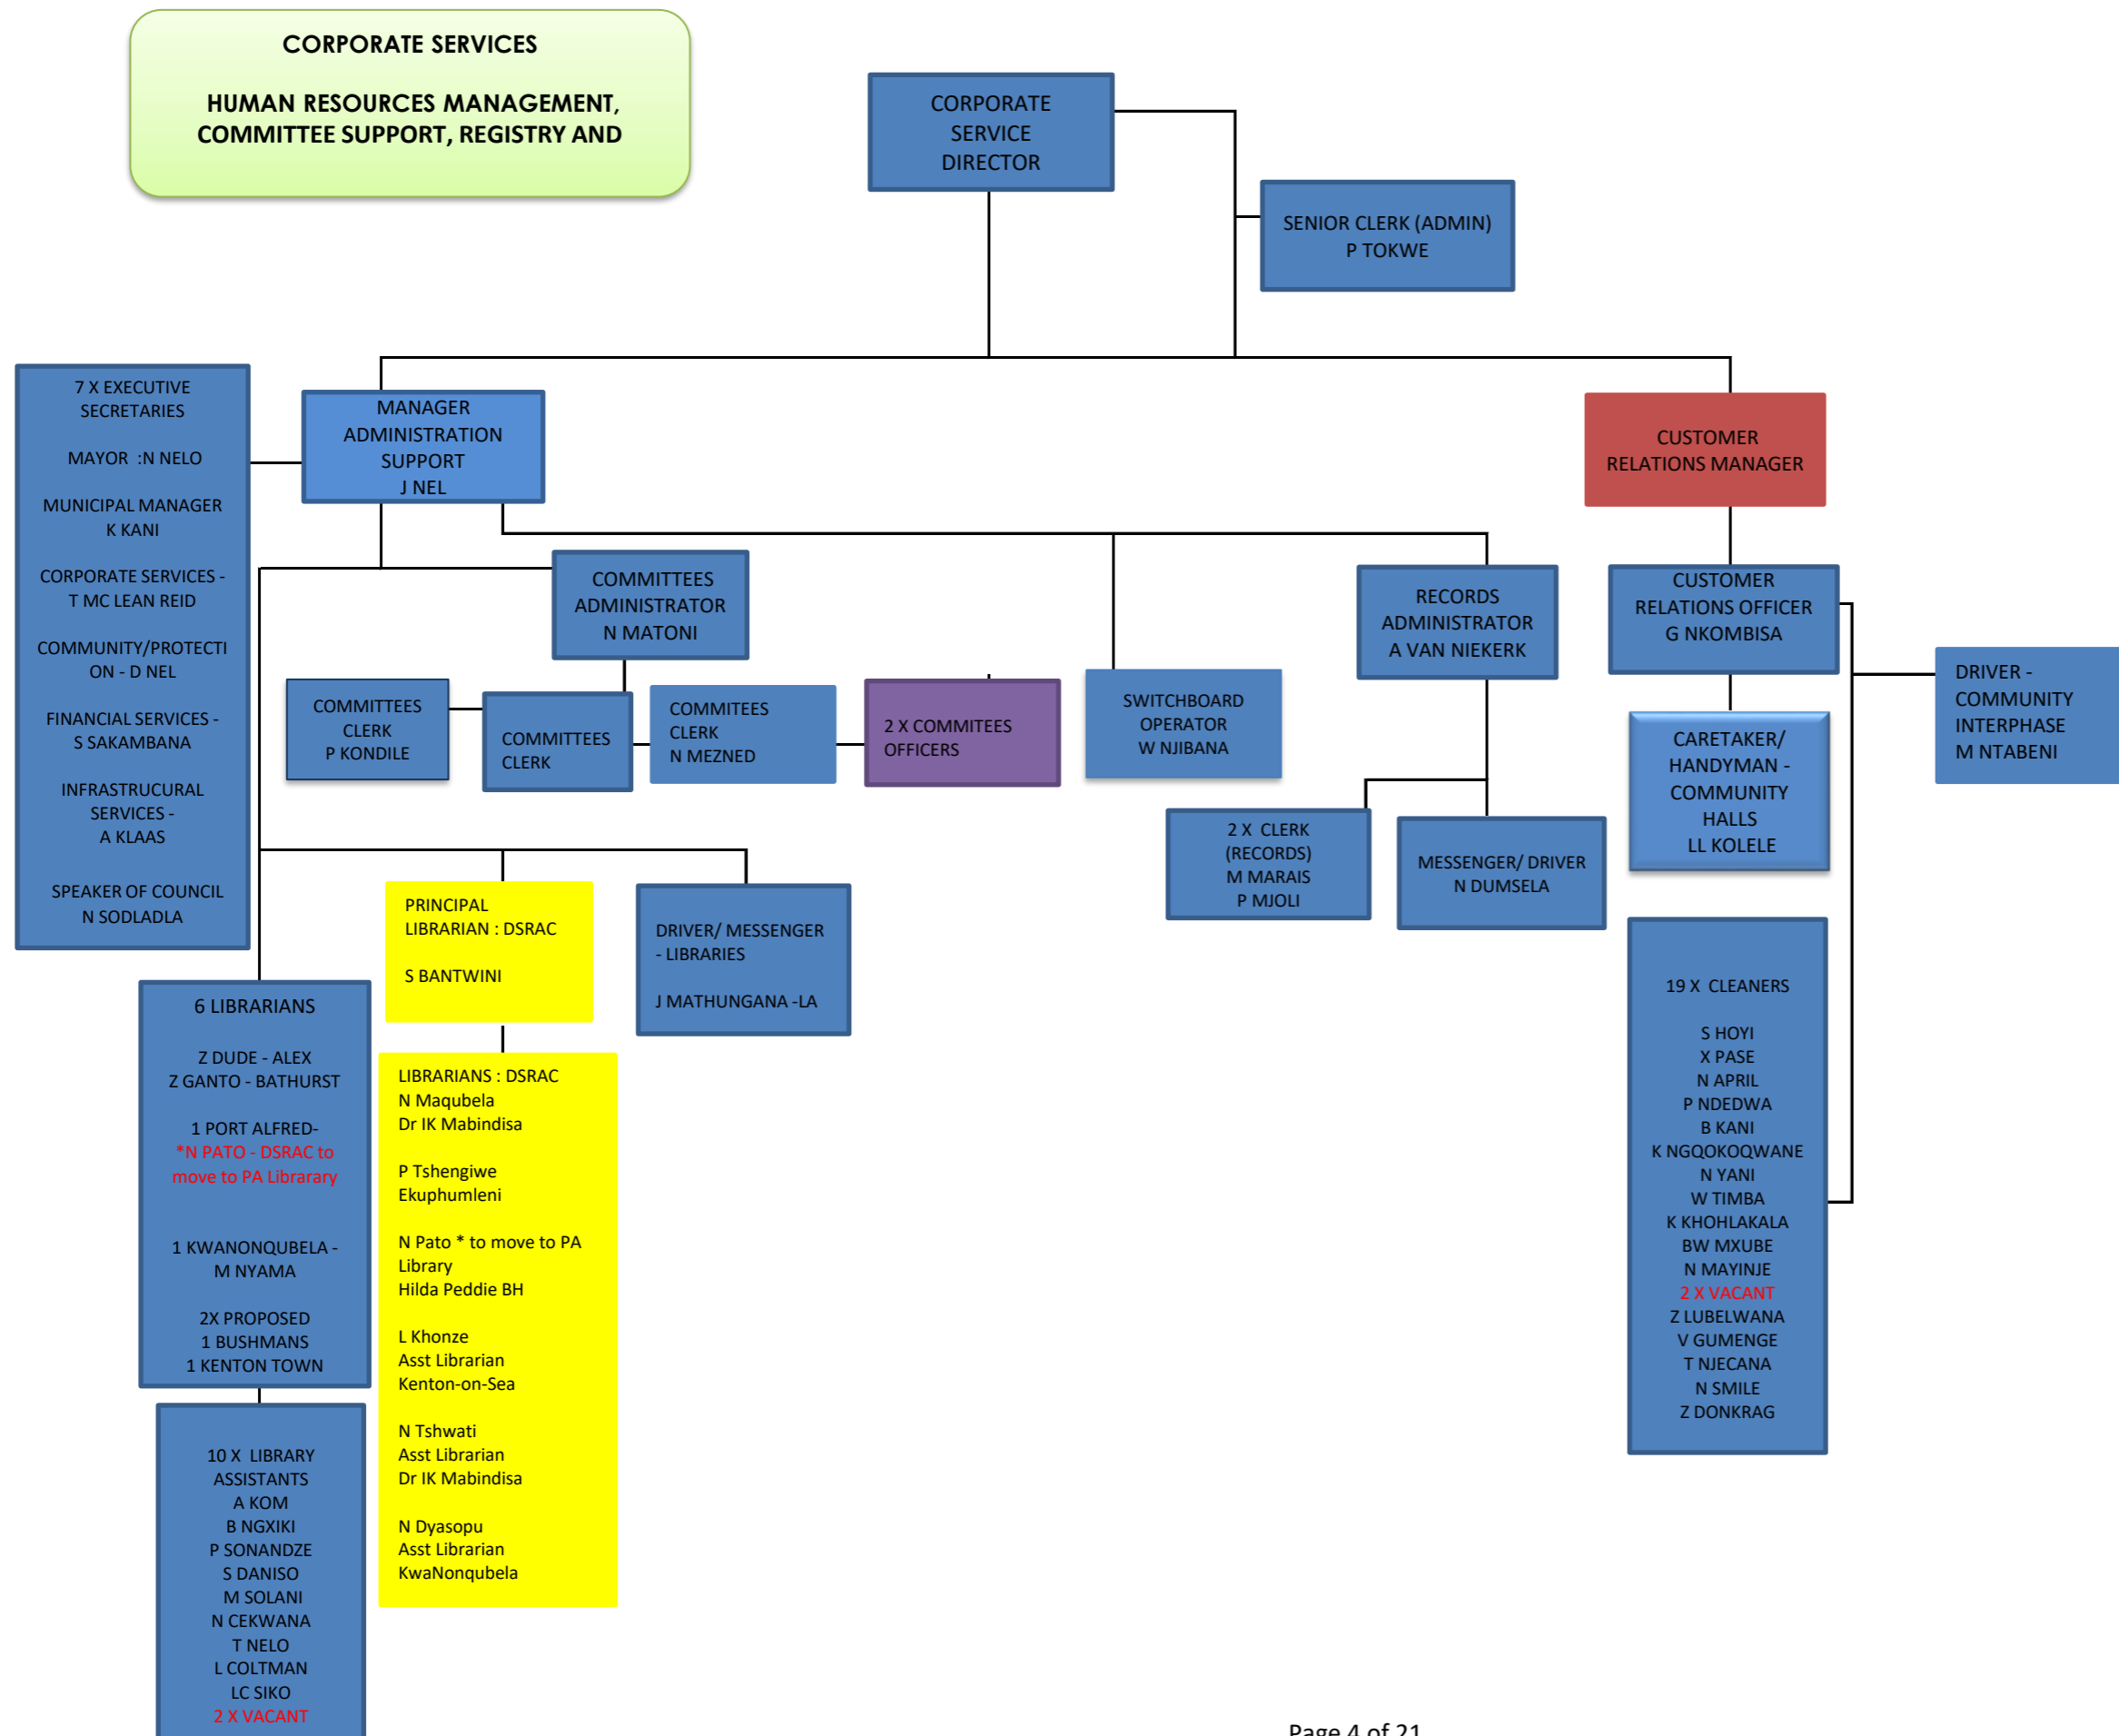 CORPORATE SERVICES
HUMAN RESOURCES MANAGEMENT,
COMMITTEE SUPPORT, REGISTRY AND
CORPORATE
SERVICE
DIRECTOR
SENIOR CLERK (ADMIN)
P TOKWE
7 X EXECUTIVE
SECRETARIES
MAYOR :N NELO
MUNICIPAL MANAGER
K KANI
CORPORATE SERVICES -
T MC LEAN REID
COMMUNITY/PROTECTI
ON - D NEL
FINANCIAL SERVICES -
S SAKAMBANA
INFRASTRUCURAL
SERVICES -
A KLAAS
SPEAKER OF COUNCIL
N SODLADLA
MANAGER
ADMINISTRATION
SUPPORT
J NEL
CUSTOMER
RELATIONS MANAGER
COMMITTEES
ADMINISTRATOR
N MATONI
RECORDS
ADMINISTRATOR
A VAN NIEKERK
CUSTOMER
RELATIONS OFFICER
G NKOMBISA
DRIVER -
COMMUNITY
INTERPHASE
M NTABENI
COMMITTEES
CLERK
P KONDILE
COMMITTEES
CLERK
COMMITEES
CLERK
N MEZNED
2 X COMMITEES
OFFICERS
SWITCHBOARD
OPERATOR
W NJIBANA
CARETAKER/
HANDYMAN -
COMMUNITY
HALLS
LL KOLELE
2 X CLERK
(RECORDS)
M MARAIS
P MJOLI
MESSENGER/ DRIVER
N DUMSELA
PRINCIPAL
LIBRARIAN : DSRAC
S BANTWINI
DRIVER/ MESSENGER
- LIBRARIES
J MATHUNGANA -LA
6 LIBRARIANS
Z DUDE - ALEX
Z GANTO - BATHURST
1 PORT ALFRED-
*N PATO - DSRAC to
move to PA Librarary
1 KWANONQUBELA -
M NYAMA
2X PROPOSED
1 BUSHMANS
1 KENTON TOWN
LIBRARIANS : DSRAC
N Maqubela
Dr IK Mabindisa
P Tshengiwe
Ekuphumleni
N Pato * to move to PA
Library
Hilda Peddie BH
L Khonze
Asst Librarian
Kenton-on-Sea
N Tshwati
Asst Librarian
Dr IK Mabindisa
N Dyasopu
Asst Librarian
KwaNonqubela
19 X CLEANERS
S HOYI
X PASE
N APRIL
P NDEDWA
B KANI
K NGQOKOQWANE
N YANI
W TIMBA
K KHOHLAKALA
BW MXUBE
N MAYINJE
2 X VACANT
Z LUBELWANA
V GUMENGE
T NJECANA
N SMILE
Z DONKRAG
10 X LIBRARY
ASSISTANTS
A KOM
B NGXIKI
P SONANDZE
S DANISO
M SOLANI
N CEKWANA
T NELO
L COLTMAN
LC SIKO
2 X VACANT
Page 4 of 21